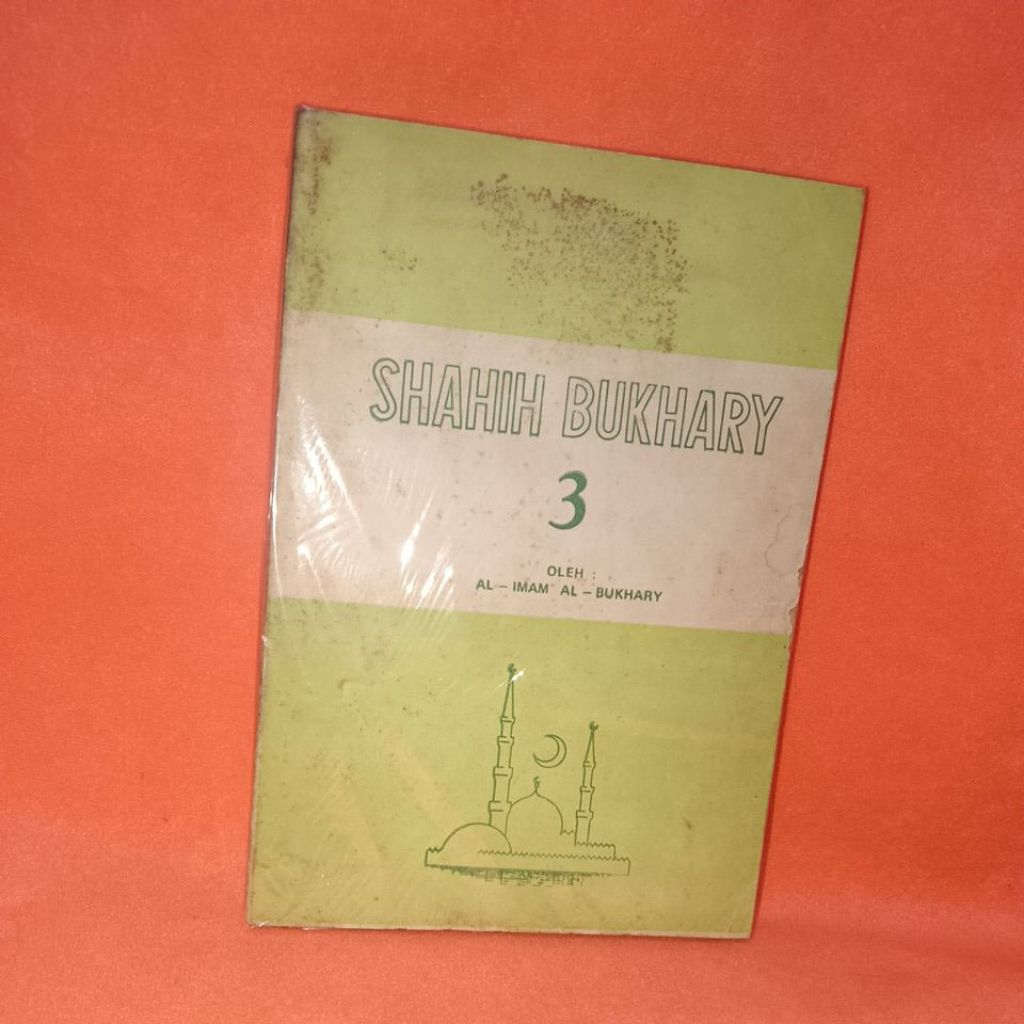 SHAHIH BUKHARY
3
OLEH :
AL – IMAM AL – BUKHARY